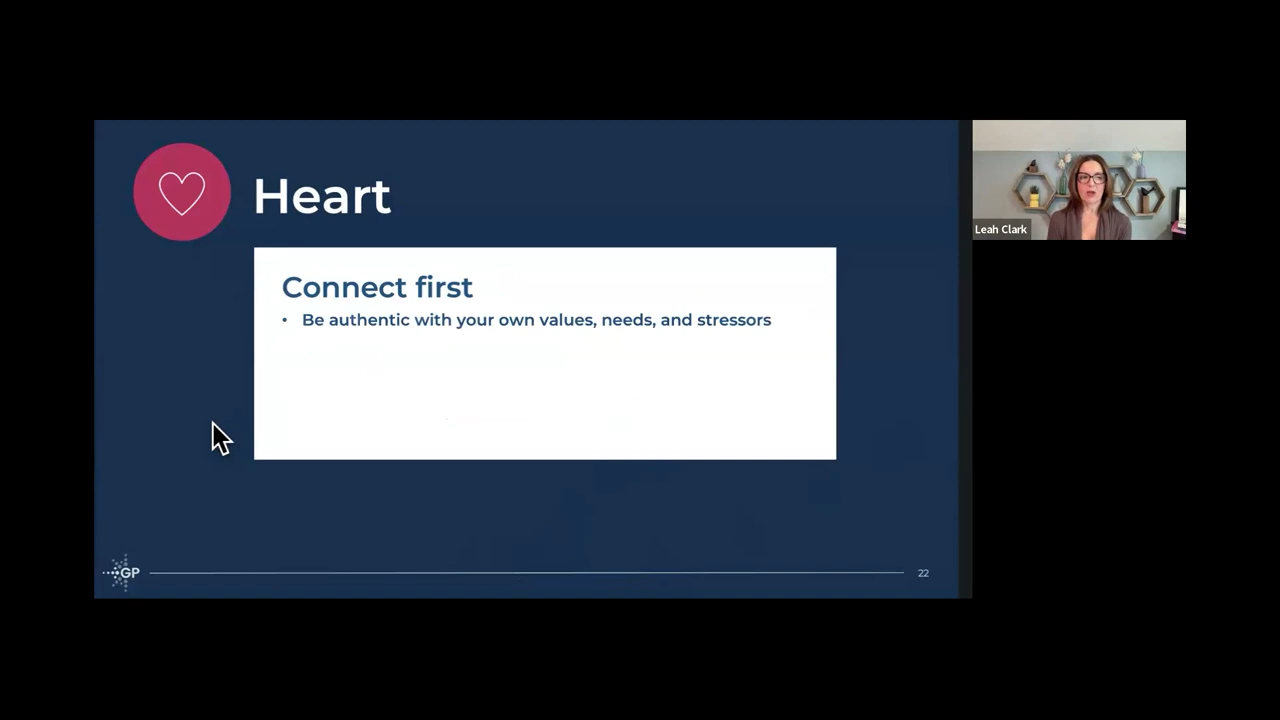 Heart
Connect first
• Be authentic with your own values, needs, and stressors
Leah Clark
GP
22